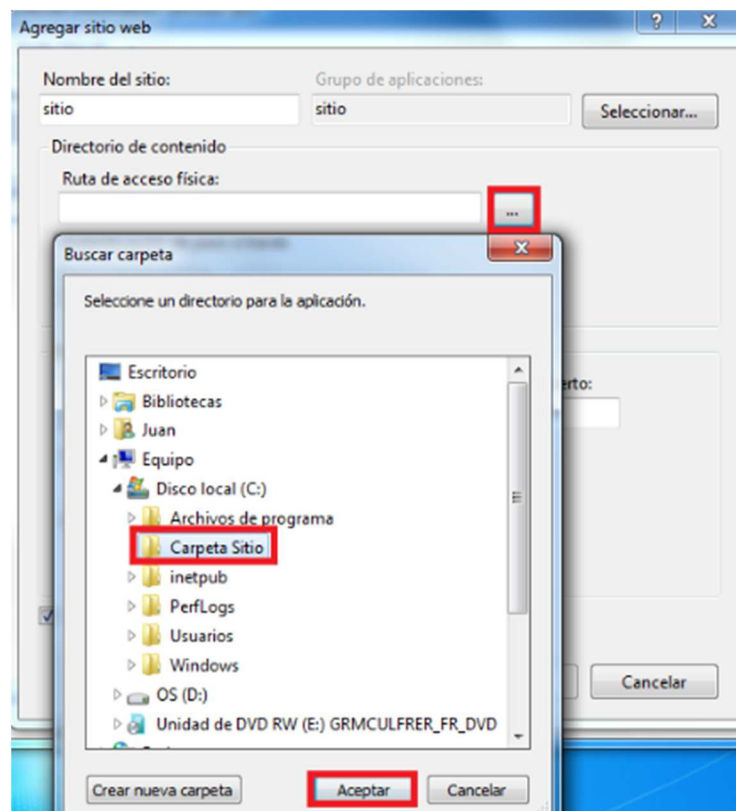 Agregar sitio web
Nombre del sitio: Grupo de aplicaciones:
sitio sitio Seleccionar...
Directorio de contenido
Ruta de acceso física:
...
Buscar carpeta
Seleccione un directorio para la aplicación.
Escritorio
Bibliotecas
Juan
Equipo
Disco local (C:)
Archivos de programa
Carpeta Sitio
inetpub
PerfLogs
Usuarios
Windows
OS (D:)
Unidad de DVD RW (E:) GRMCULFRER_FR_DVD
Crear nueva carpeta Aceptar Cancelar
Cancelar